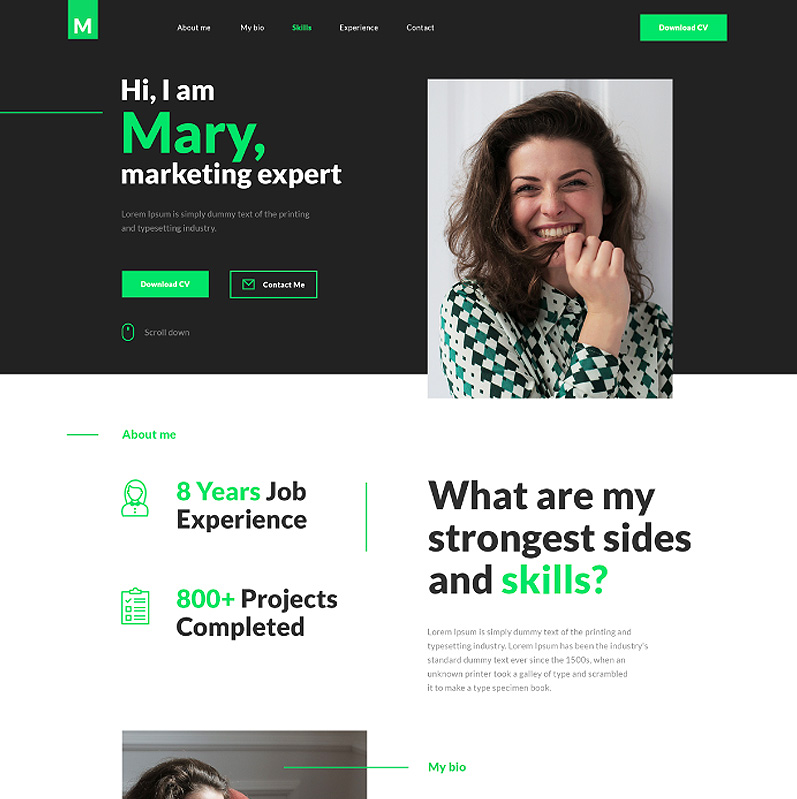 M
About me
My bio
Skills
Experience
Contact
Download CV
Hi, I am
Mary,
marketing expert
Lorem Ipsum is simply dummy text of the printing
and typesetting industry.
Download CV
Contact Me
Scroll down
About me
8 Years Job
Experience
800+ Projects
Completed
What are my
strongest sides
and skills?
Lorem Ipsum is simply dummy text of the printing and
typesetting industry. Lorem Ipsum has been the industry's
standard dummy text ever since the 1500s, when an
unknown printer took a galley of type and scrambled
it to make a type specimen book.
My bio